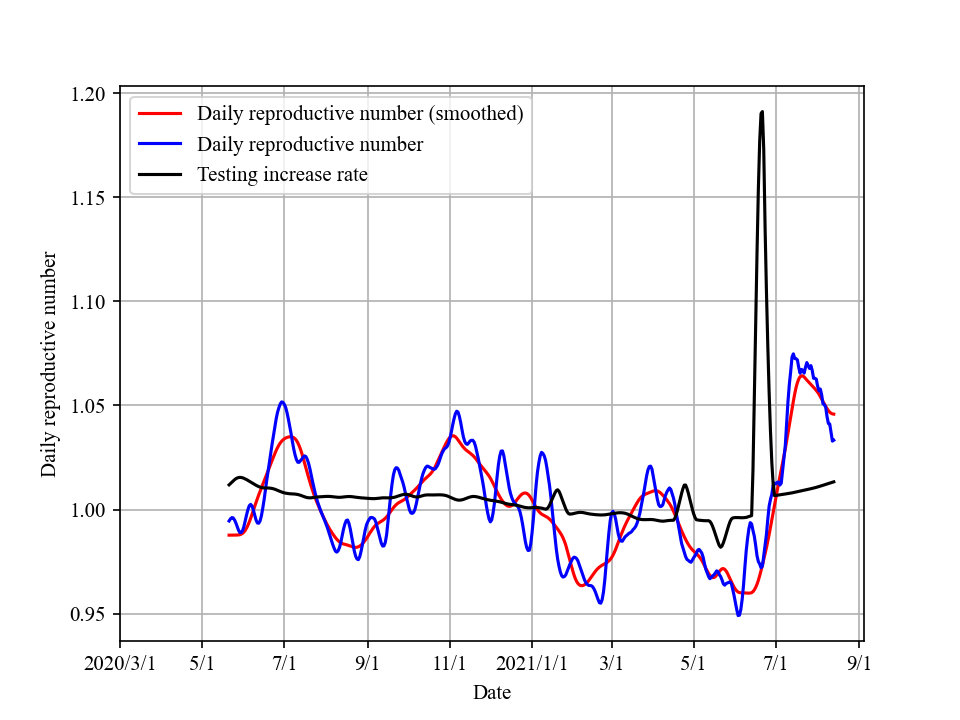 Daily reproductive number (smoothed)
Daily reproductive number
Testing increase rate
Daily reproductive number
1.20
1.15
1.10
1.05
1.00
0.95
2020/3/1 5/1 7/1 9/1 11/1 2021/1/1 3/1 5/1 7/1 9/1
Date